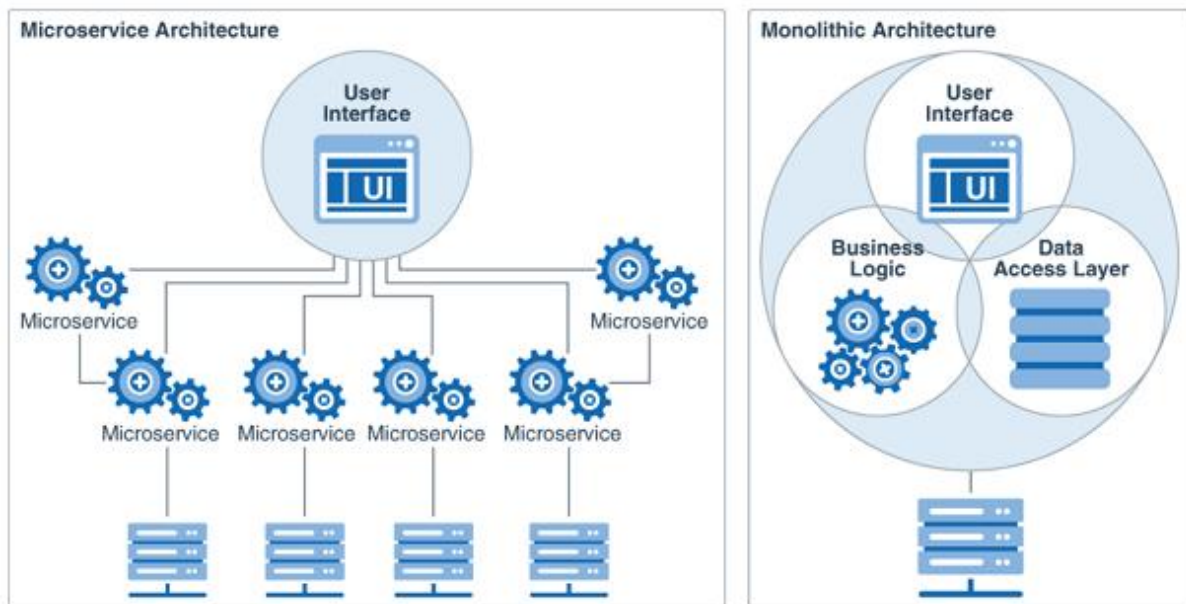 Microservice Architecture
User
Interface
UI
Microservice
Microservice
Microservice
Microservice
Microservice
Microservice
Monolithic Architecture
User
Interface
UI
Business
Logic
Data
Access Layer